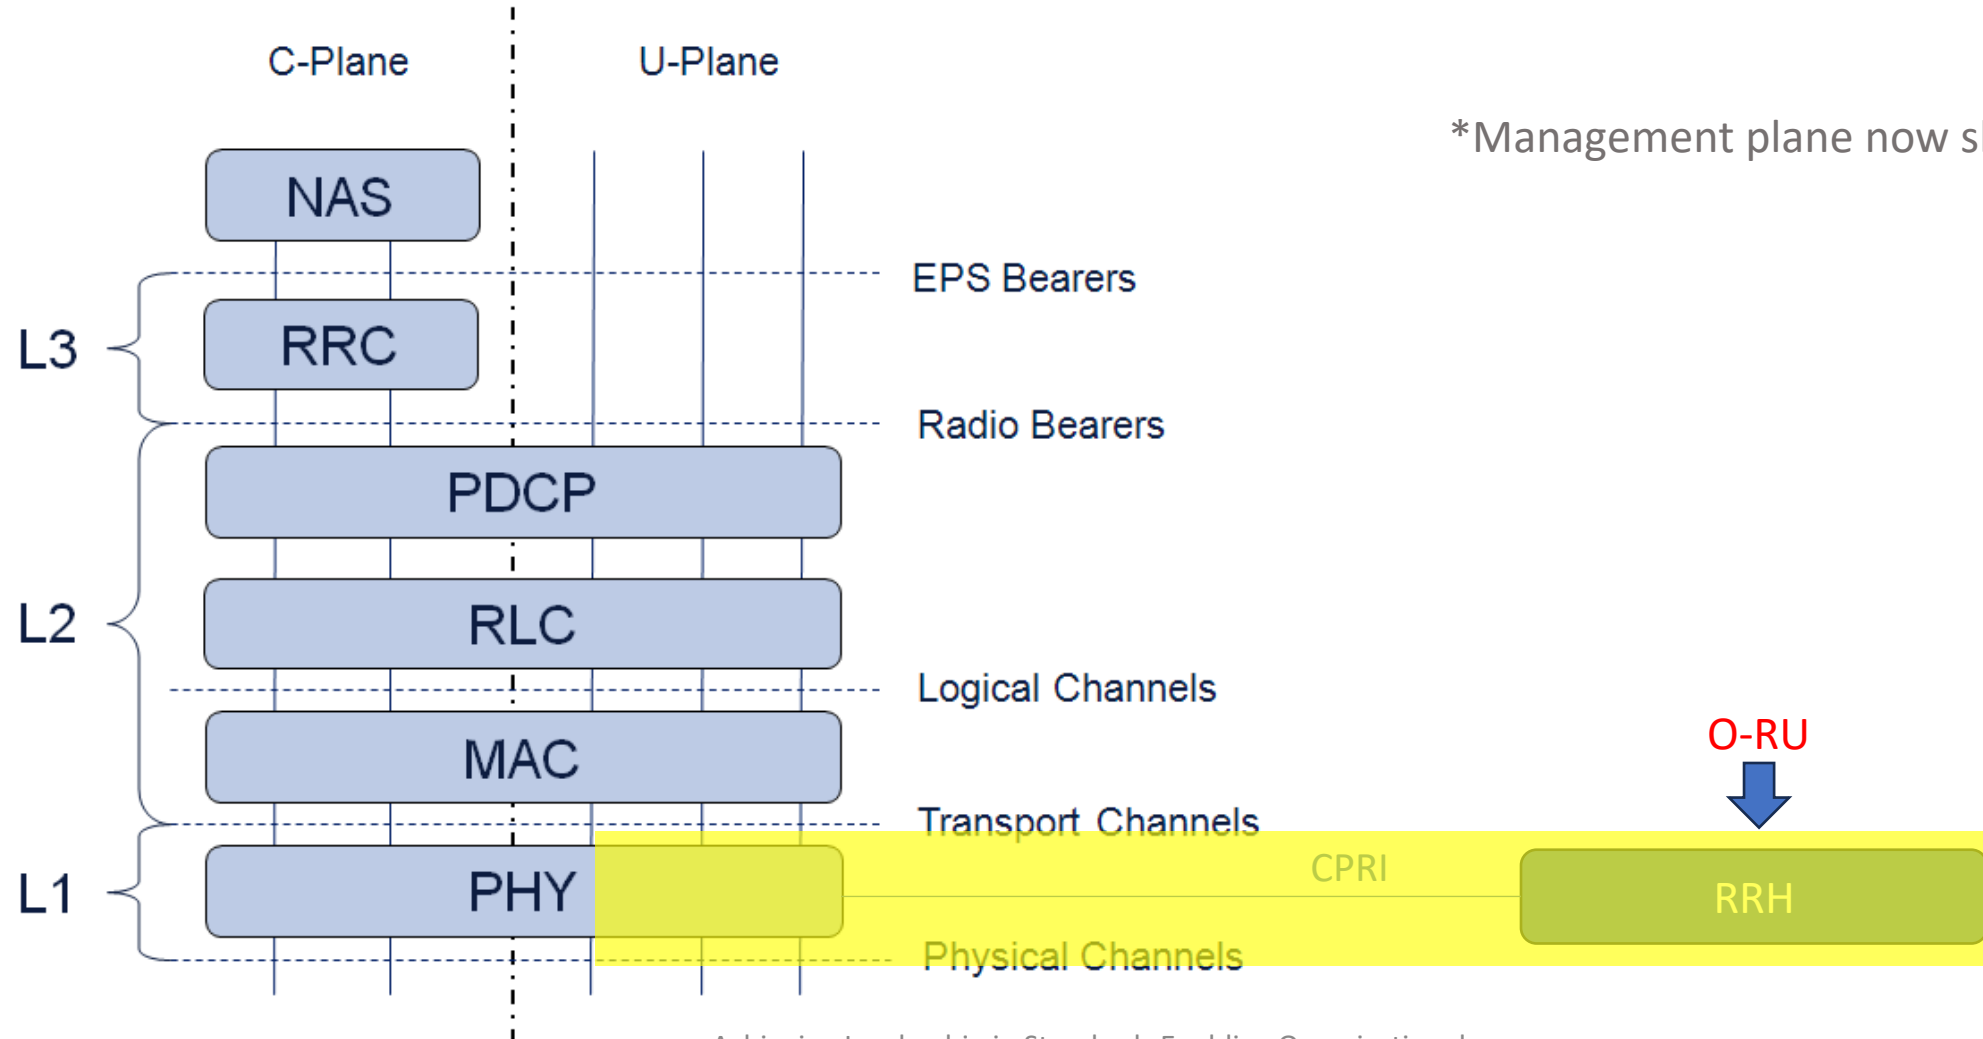 C-Plane
U-Plane
*Management plane now
NAS
EPS Bearers
L3
RRC
Radio Bearers
PDCP
L2
RLC
Logical Channels
MAC
O-RU
Transport Channels
CPRI
L1
PHY
RRH
Physical Channels